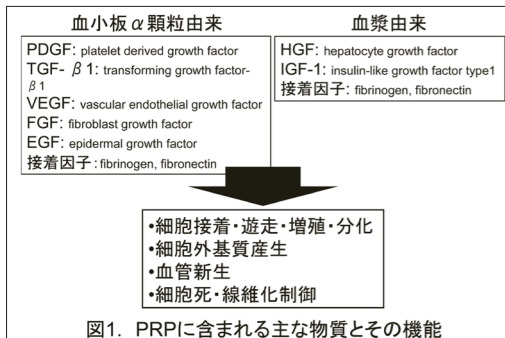 血小板α顆粒由来
PDGF: platelet derived growth factor
TGF- β1: transforming growth factor-
β1
VEGF: vascular endothelial growth factor
FGF: fibroblast growth factor
EGF: epidermal growth factor
接着因子: fibrinogen, fibronectin
血漿由来
HGF: hepatocyte growth factor
IGF-1: insulin-like growth factor type1
接着因子: fibrinogen, fibronectin
•細胞接着・遊走・増殖・分化
•細胞外基質産生
•血管新生
•細胞死・線維化制御
図1. PRPに含まれる主な物質とその機能